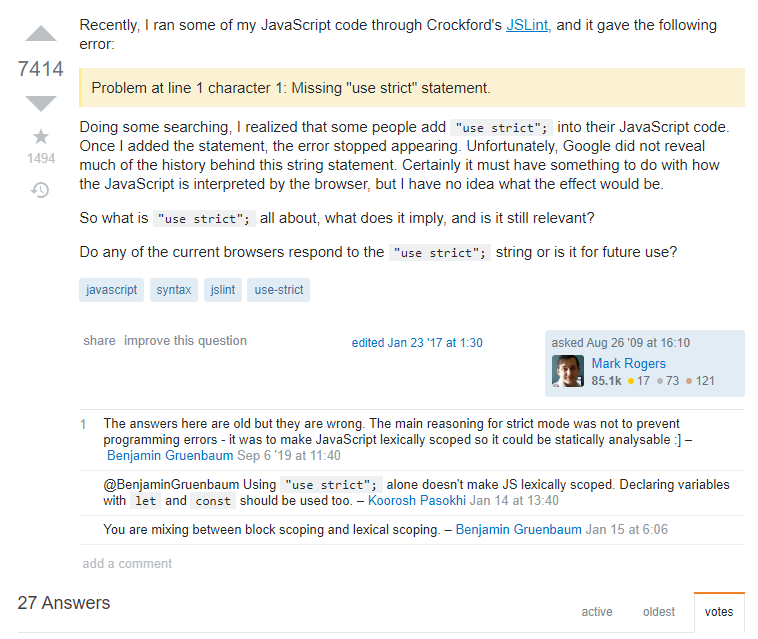 Recently, I ran some of my JavaScript code through Crockford's JSLint, and it gave the following
error:
7414
Problem at line 1 character 1: Missing "use strict" statement.
Doing some searching, I realized that some people add "use strict"; into their JavaScript code.
Once I added the statement, the error stopped appearing. Unfortunately, Google did not reveal
much of the history behind this string statement. Certainly it must have something to do with how
the JavaScript is interpreted by the browser, but I have no idea what the effect would be.
1494
So what is "use strict"; all about, what does it imply, and is it still relevant?
Do any of the current browsers respond to the "use strict"; string or is it for future use?
javascript syntax jslint use-strict
share improve this question edited Jan 23 '17 at 1:30 asked Aug 26 '09 at 16:10
Mark Rogers
85.1k 17 73 121
1 The answers here are old but they are wrong. The main reasoning for strict mode was not to prevent
programming errors - it was to make JavaScript lexically scoped so it could be statically analysable :] –
Benjamin Gruenbaum Sep 6 '19 at 11:40
@BenjaminGruenbaum Using "use strict"; alone doesn't make JS lexically scoped. Declaring variables
with let and const should be used too. – Koorosh Pasokhi Jan 14 at 13:40
You are mixing between block scoping and lexical scoping. – Benjamin Gruenbaum Jan 15 at 6:06
add a comment
27 Answers
active oldest votes